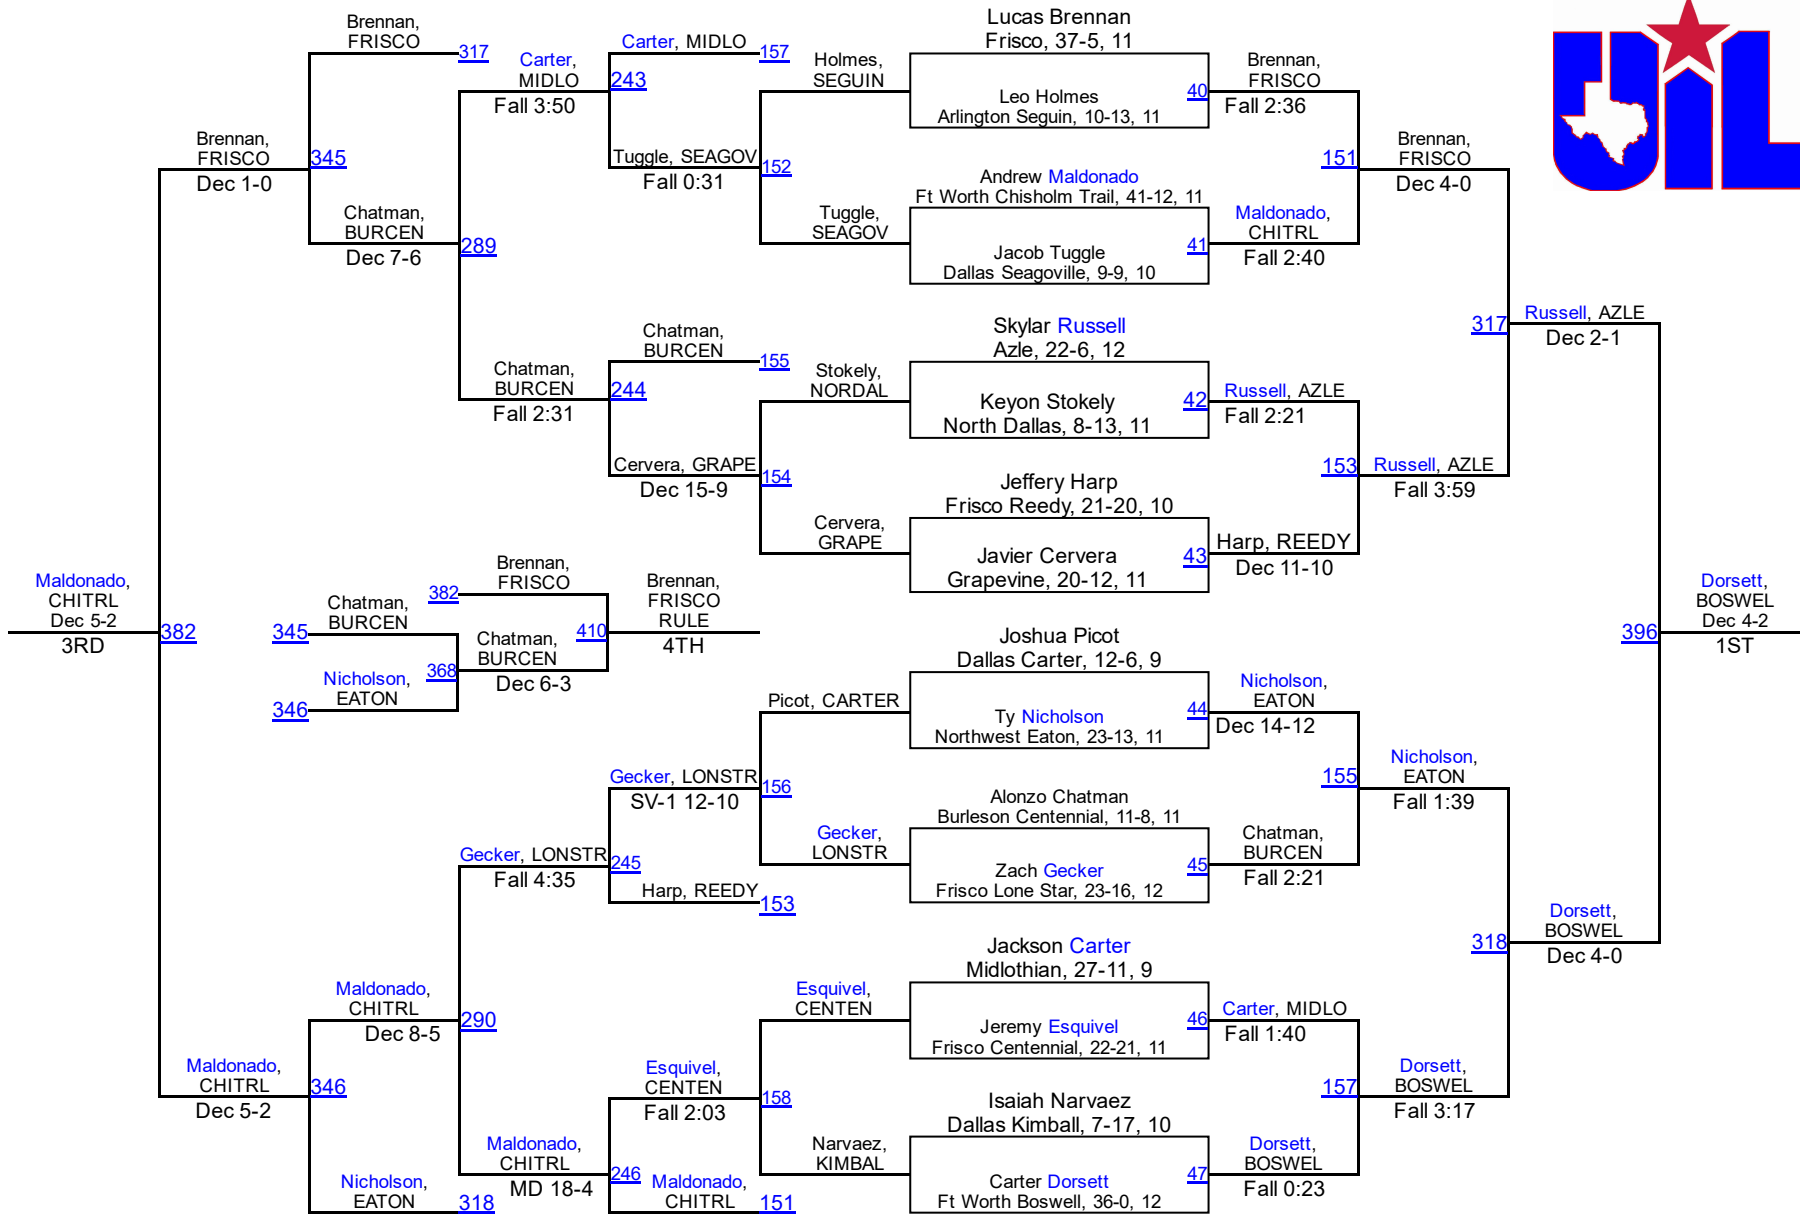 Brennan,
FRISCO
317
Carter,
MIDLO
Fall 3:50
Carter, MIDLO
157
243
Brennan,
FRISCO
Dec 1-0
345
Tuggle, SEAGOV
Fall 0:31
152
Chatman,
BURCEN
Dec 7-6
289
Chatman,
BURCEN
155
Chatman,
BURCEN
Fall 2:31
244
Cervera, GRAPE
Dec 15-9
154
Holmes,
SEGUIN
Tuggle,
SEAGOV
Stokely,
NORDAL
Cervera,
GRAPE
Lucas Brennan
Frisco, 37-5, 11
Leo Holmes
Arlington Seguin, 10-13, 11
40
Andrew Maldonado
Ft Worth Chisholm Trail, 41-12, 11
Jacob Tuggle
Dallas Seagoville, 9-9, 10
41
Skylar Russell
Azle, 22-6, 12
Keyon Stokely
North Dallas, 8-13, 11
42
Jeffery Harp
Frisco Reedy, 21-20, 10
Javier Cervera
Grapevine, 20-12, 11
43
Brennan,
FRISCO
Fall 2:36
151
Brennan,
FRISCO
Dec 4-0
Maldonado,
CHITRL
Fall 2:40
317
Russell, AZLE
Dec 2-1
Russell, AZLE
Fall 2:21
153
Russell, AZLE
Fall 3:59
Harp, REEDY
Dec 11-10
UIL
Maldonado,
CHITRL
Dec 5-2
3RD
382
345
Chatman,
BURCEN
346
Nicholson,
EATON
368
382
Brennan,
FRISCO
Chatman,
BURCEN
Dec 6-3
410
Brennan,
FRISCO
RULE
4TH
396
Dorsett,
BOSWEL
Dec 4-2
1ST
Picot, CARTER
Gecker, LONSTR
SV-1 12-10
156
Gecker,
LONSTR
Gecker, LONSTR
Fall 4:35
245
Harp, REEDY
153
Maldonado,
CHITRL
Dec 8-5
290
Maldonado,
CHITRL
Dec 5-2
346
Esquivel,
CENTEN
Esquivel,
CENTEN
Fall 2:03
158
Narvaez,
KIMBAL
Maldonado,
CHITRL
MD 18-4
246
Maldonado,
CHITRL
151
Nicholson,
EATON
318
Joshua Picot
Dallas Carter, 12-6, 9
Ty Nicholson
Northwest Eaton, 23-13, 11
44
Alonzo Chatman
Burleson Centennial, 11-8, 11
Zach Gecker
Frisco Lone Star, 23-16, 12
45
Jackson Carter
Midlothian, 27-11, 9
Jeremy Esquivel
Frisco Centennial, 22-21, 11
46
Isaiah Narvaez
Dallas Kimball, 7-17, 10
Carter Dorsett
Ft Worth Boswell, 36-0, 12
47
Nicholson,
EATON
Dec 14-12
155
Nicholson,
EATON
Fall 1:39
Chatman,
BURCEN
Fall 2:21
318
Dorsett,
BOSWEL
Dec 4-0
Carter, MIDLO
Fall 1:40
157
Dorsett,
BOSWEL
Fall 3:17
Dorsett,
BOSWEL
Fall 0:23